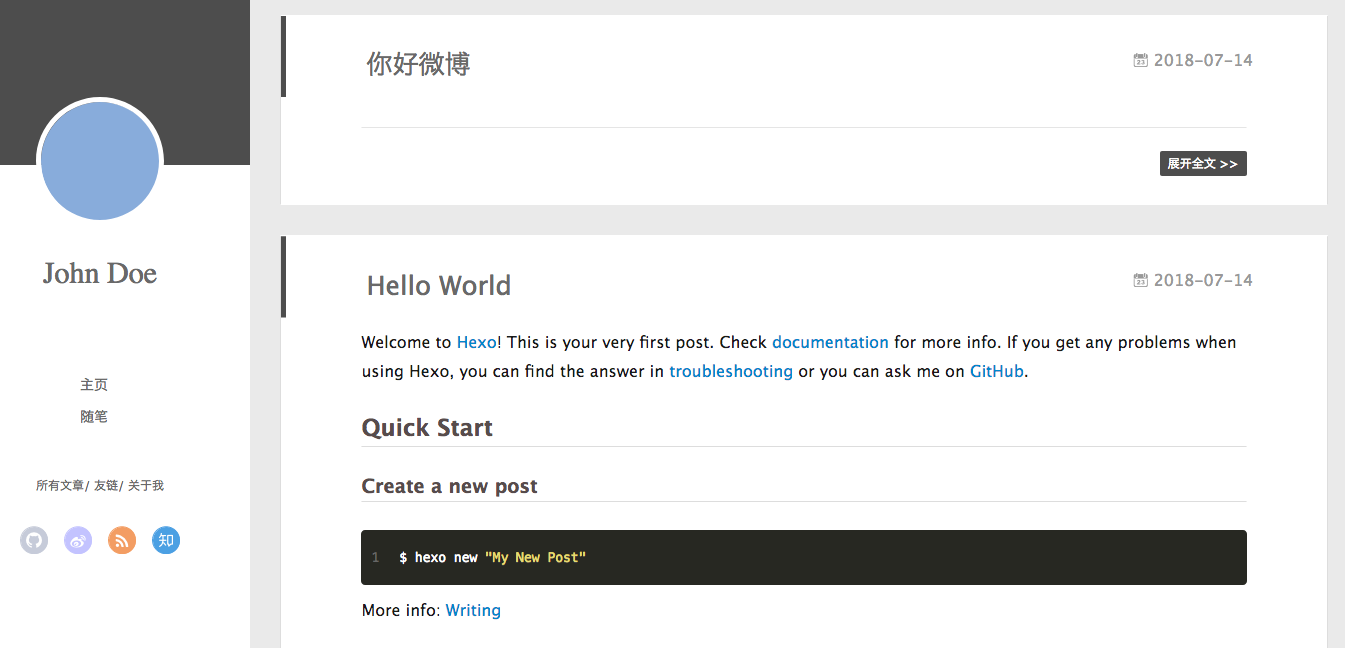 John Doe
主页
随笔
所有文章/ 友链/ 关于我
知
你好微博
23 2018-07-14
展开全文 >>
Hello World
23 2018-07-14
Welcome to Hexo! This is your very first post. Check documentation for more info. If you get any problems when
using Hexo, you can find the answer in troubleshooting or you can ask me on GitHub.
Quick Start
Create a new post
1 $ hexo new "My New Post"
More info: Writing